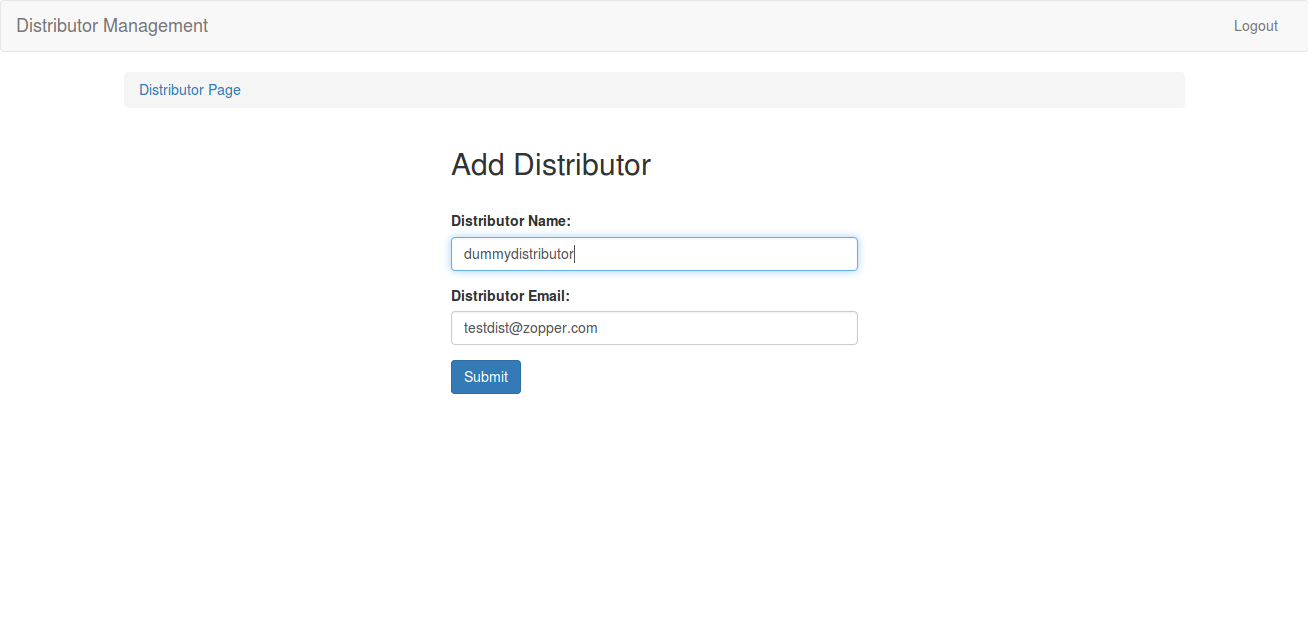 Distributor Management
Logout
Distributor Page
Add Distributor
Distributor Name:
dummydistributor
Distributor Email:
testdist@zopper.com
Submit